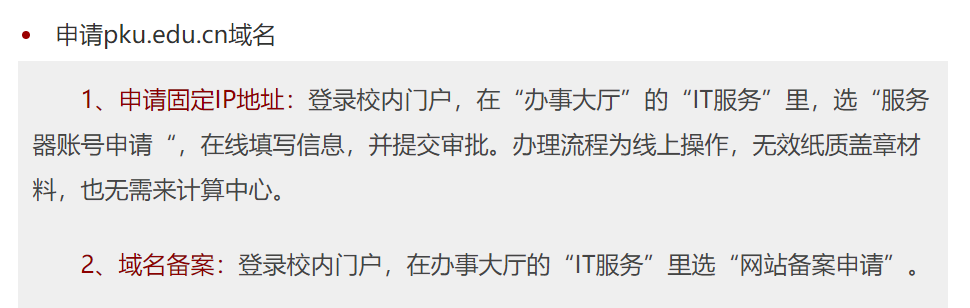 申请pku.edu.cn域名
1、申请固定IP地址：登录校内门户，在“办事大厅”的“IT服务”里，选“服务
器账号申请“，在线填写信息，并提交审批。办理流程为线上操作，无效纸质盖章材
料，也无需来计算中心。
2、域名备案：登录校内门户，在办事大厅的“IT服务”里选“网站备案申请”。